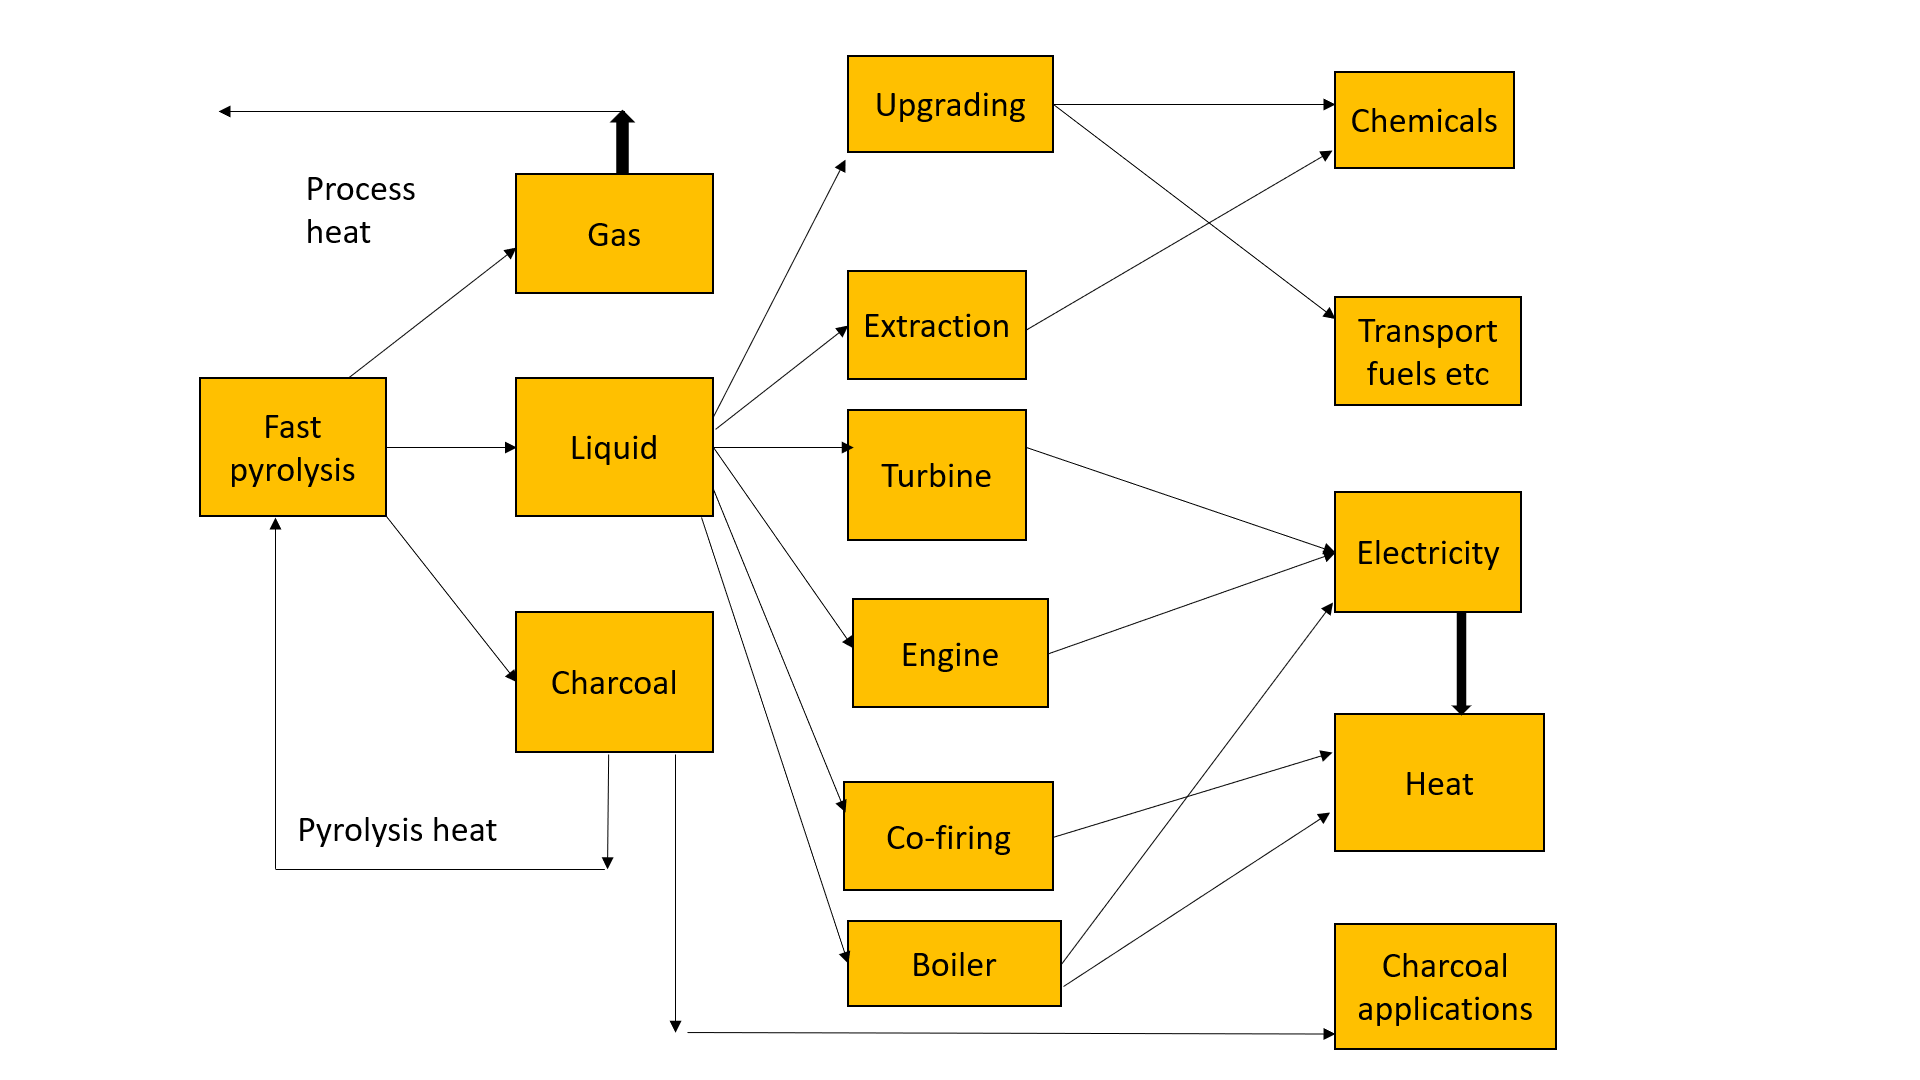 Upgrading
Chemicals
Process
heat
Gas
Extraction
Transport
fuels etc
Fast
pyrolysis
Liquid
Turbine
Electricity
Engine
Charcoal
Heat
Pyrolysis heat
Co-firing
Boiler
Charcoal
applications